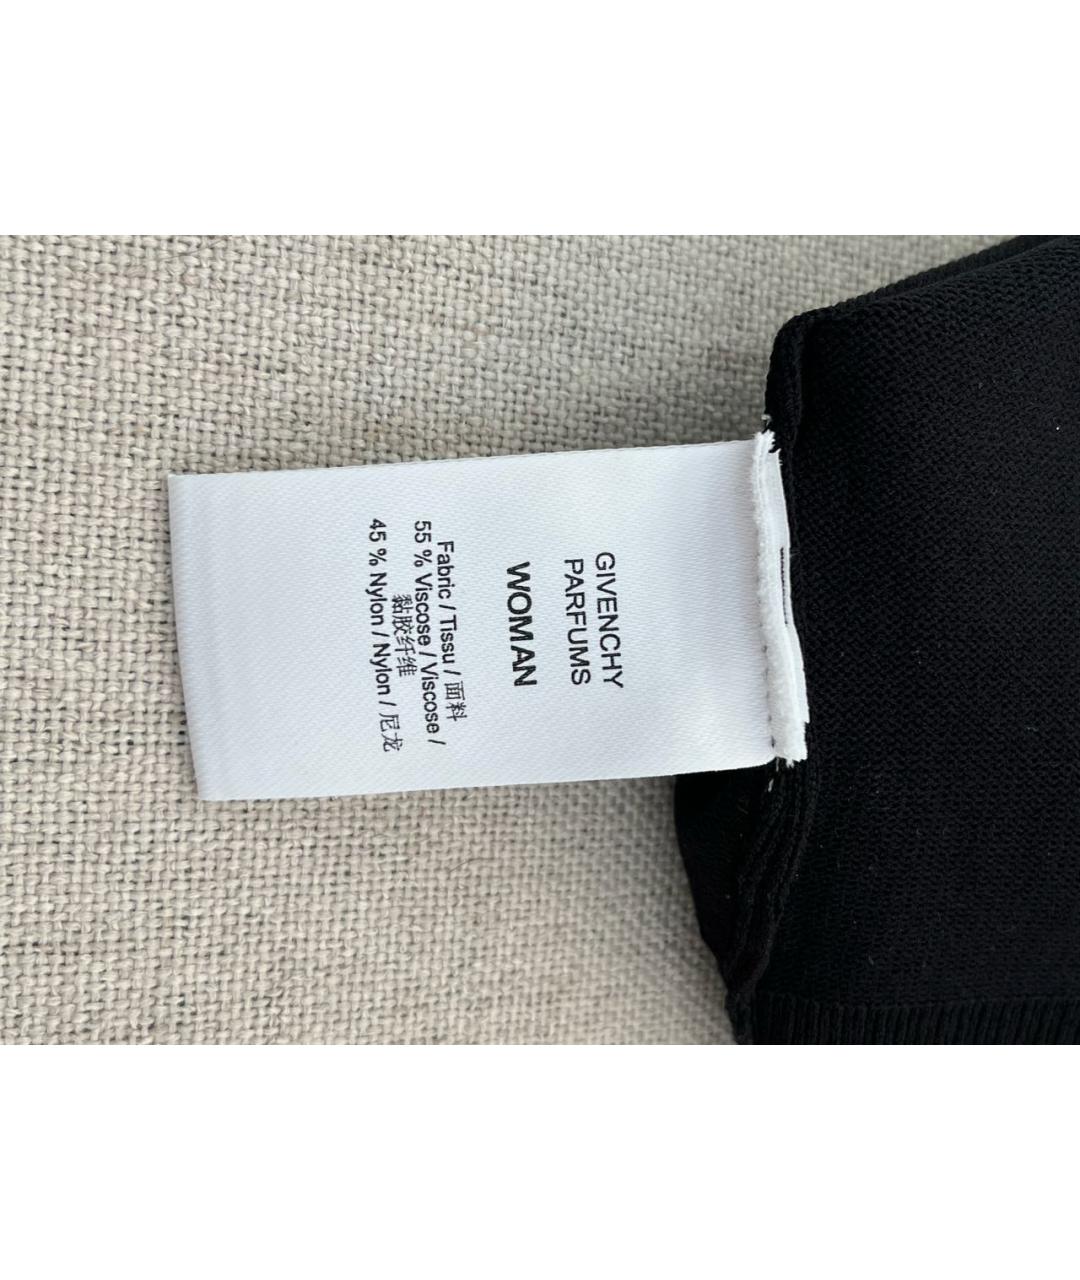 GIVENCHY
PARFUMS
WOMAN
Fabric / Tissu / 面料
55 % Viscose / Viscose /
黏胶纤维
45 % Nylon / Nylon / 尼龙